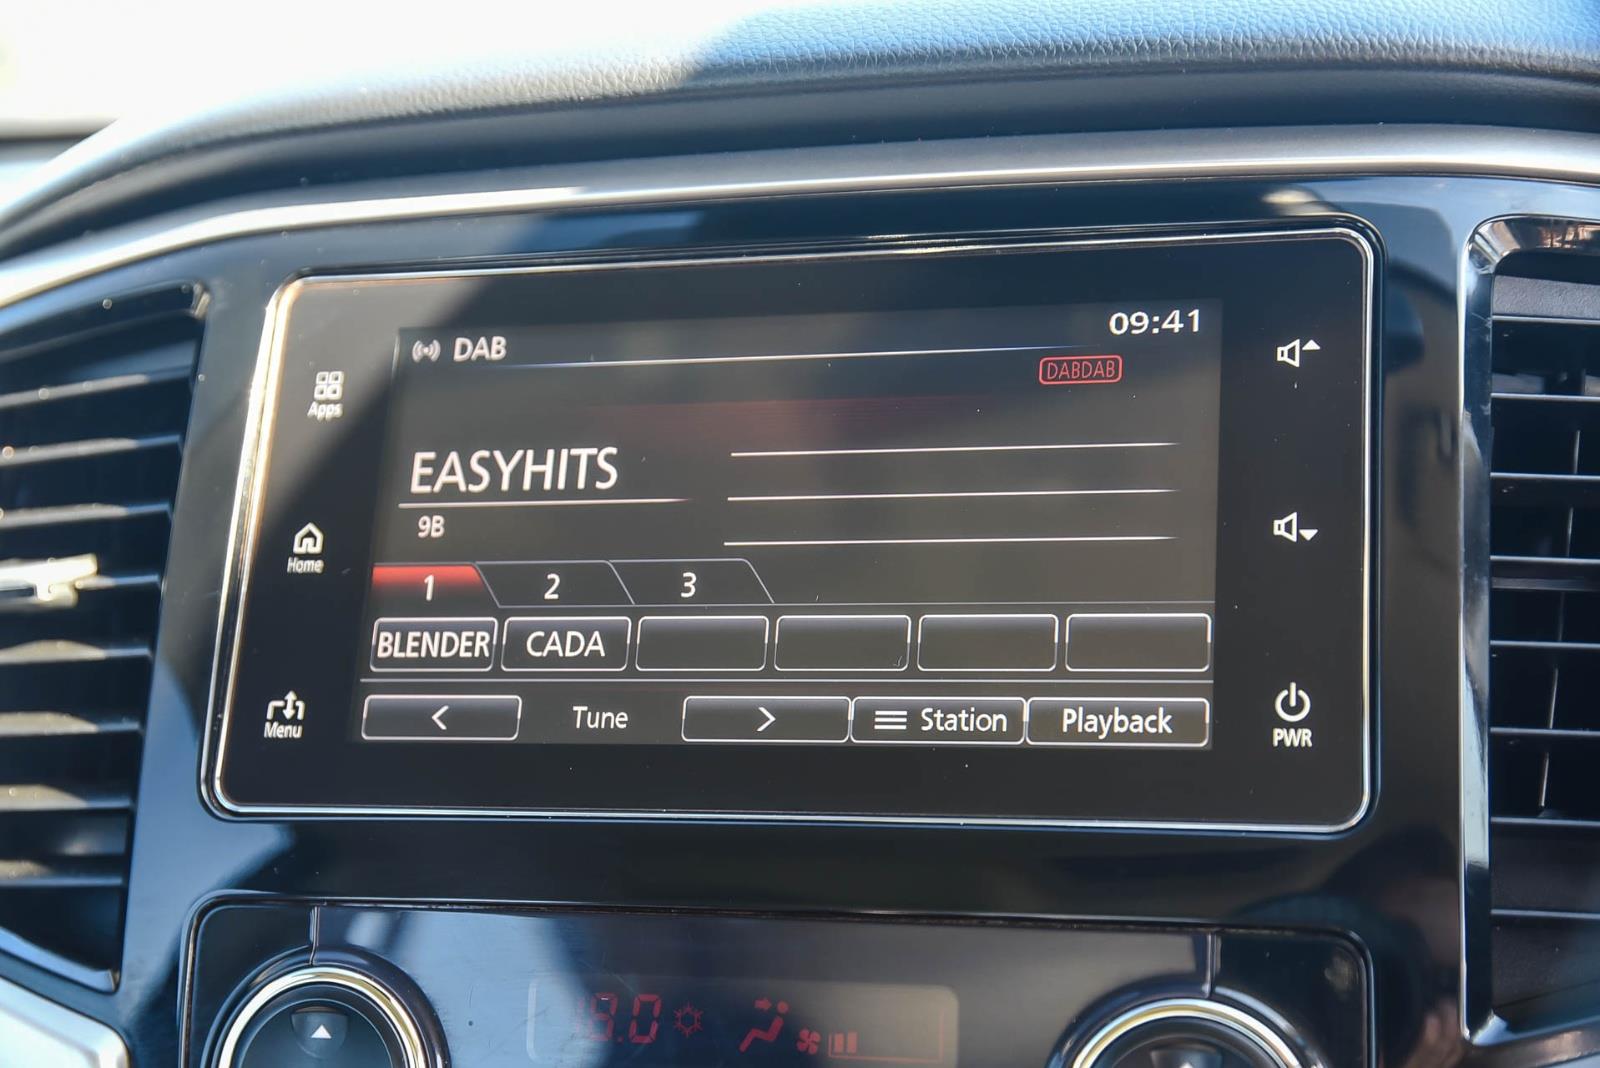 09:41
DAB
DABDAB
Apps
EASYHITS
9B
Home
1 2 3
BLENDER CADA
Menu
< Tune > Station Playback
PWR